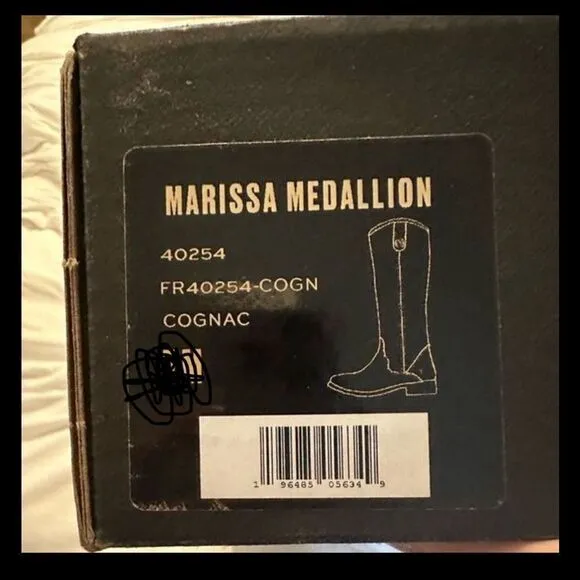 MARISSA MEDALLION
40254
FR40254-COGN
COGNAC
1 96485 05634 9